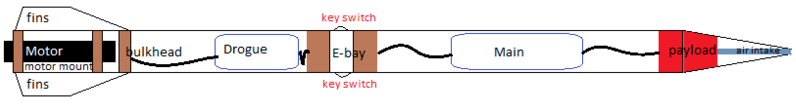 fins
key switch
Motor
motor mount
bulkhead
Drogue
E-bay
Main
payload
air intake
fins
key switch